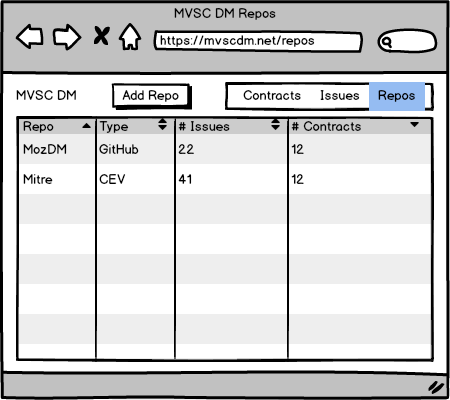 MVSC DM Repos
https://mvscdm.net/repos
MVSC DM Add Repo Contracts Issues Repos
Repo Type # Issues # Contracts
MozDM GitHub 22 12
Mitre CEV 41 12